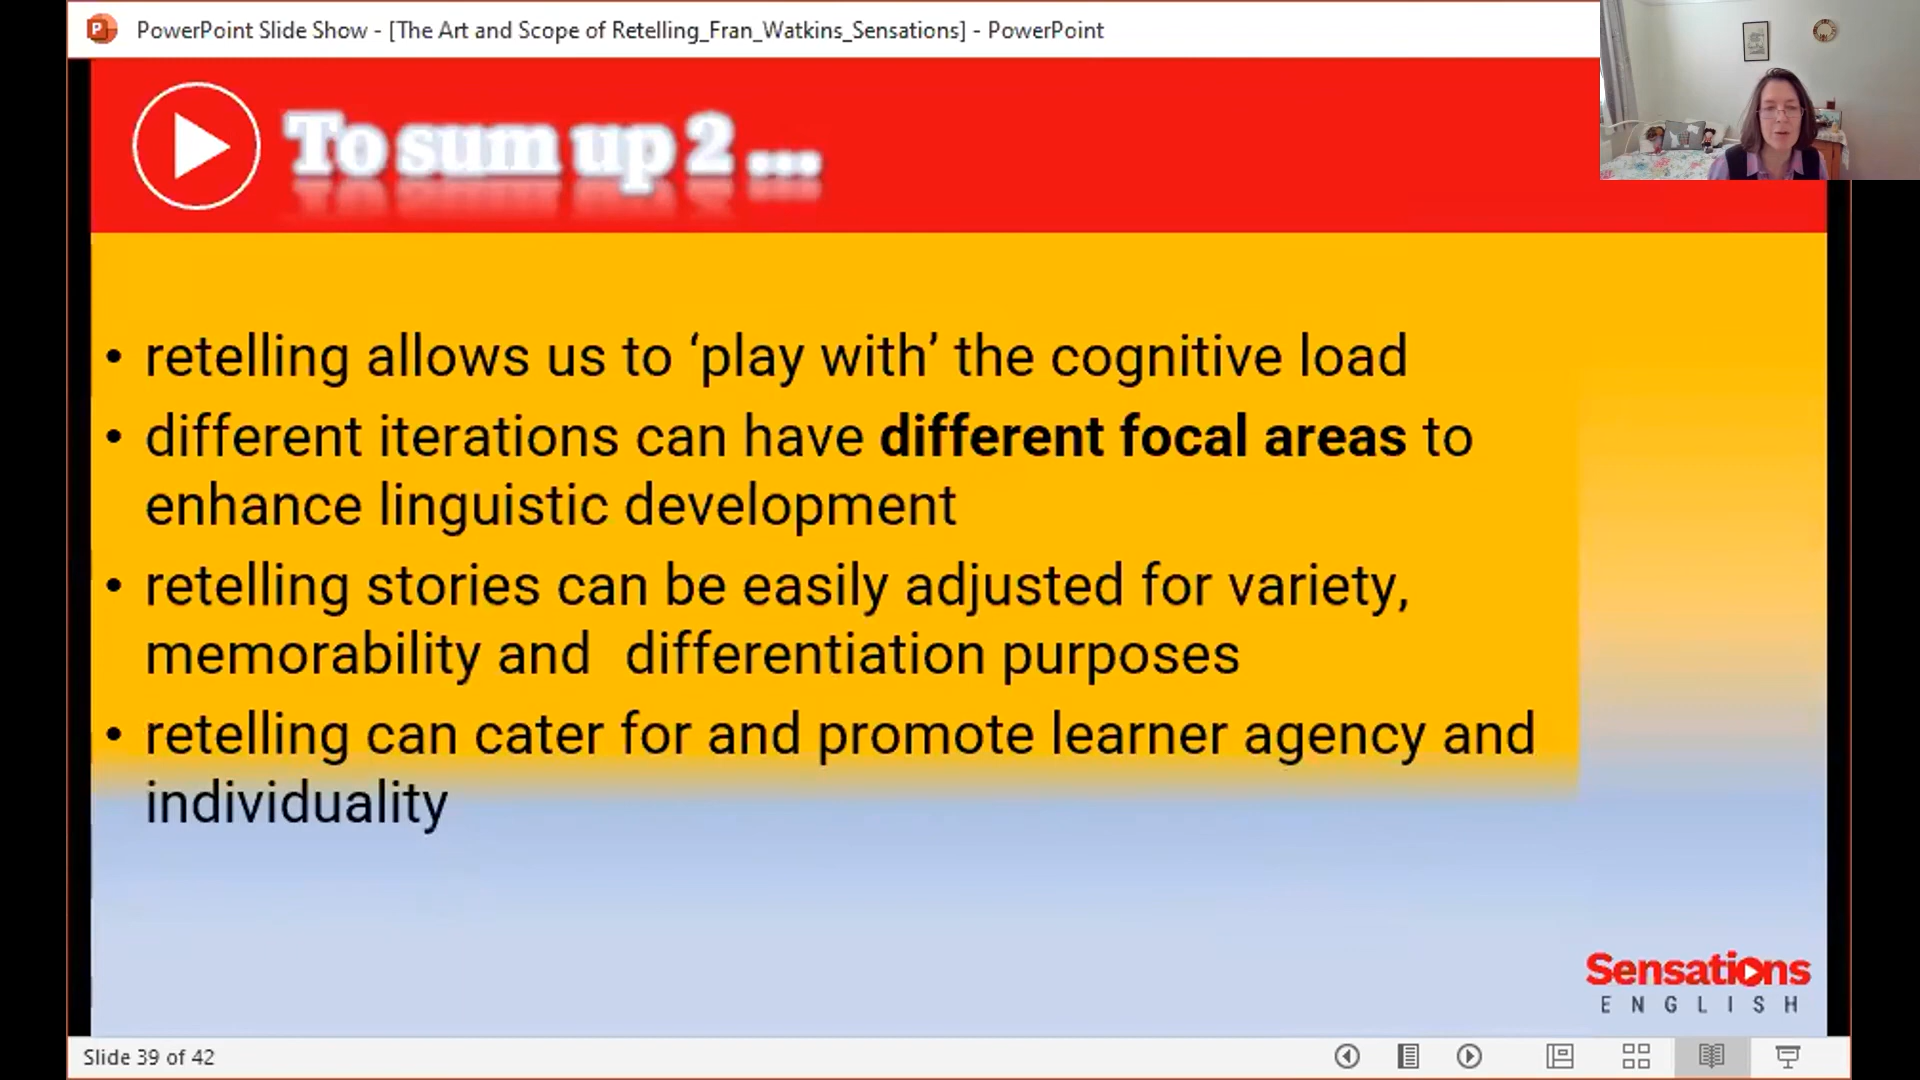 PowerPoint Slide Show - [The Art and Scope of Retelling_Fran_Watkins_Sensations] - PowerPoint
To sum up 2 ...
• retelling allows us to ‘play with’ the cognitive load
• different iterations can have different focal areas to
enhance linguistic development
• retelling stories can be easily adjusted for variety,
memorability and differentiation purposes
• retelling can cater for and promote learner agency and
individuality
Sensations
ENGLISH
Slide 39 of 42